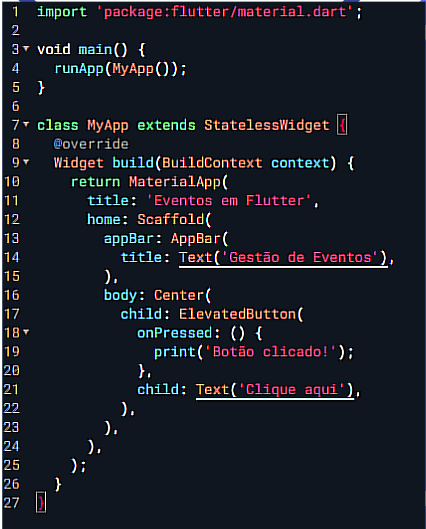 1 import 'package:flutter/material.dart';
2
3 void main() {
4 runApp(MyApp());
5 }
6
7 class MyApp extends StatelessWidget {
8 @override
9 Widget build(BuildContext context) {
10 return MaterialApp(
11 title: 'Eventos em Flutter',
12 home: Scaffold(
13 appBar: AppBar(
14 title: Text('Gestão de Eventos'),
15 ),
16 body: Center(
17 child: ElevatedButton(
18 onPressed: () {
19 print('Botão clicado!');
20 },
21 child: Text('Clique aqui'),
22 ),
23 ),
24 ),
25 );
26 }
27 }